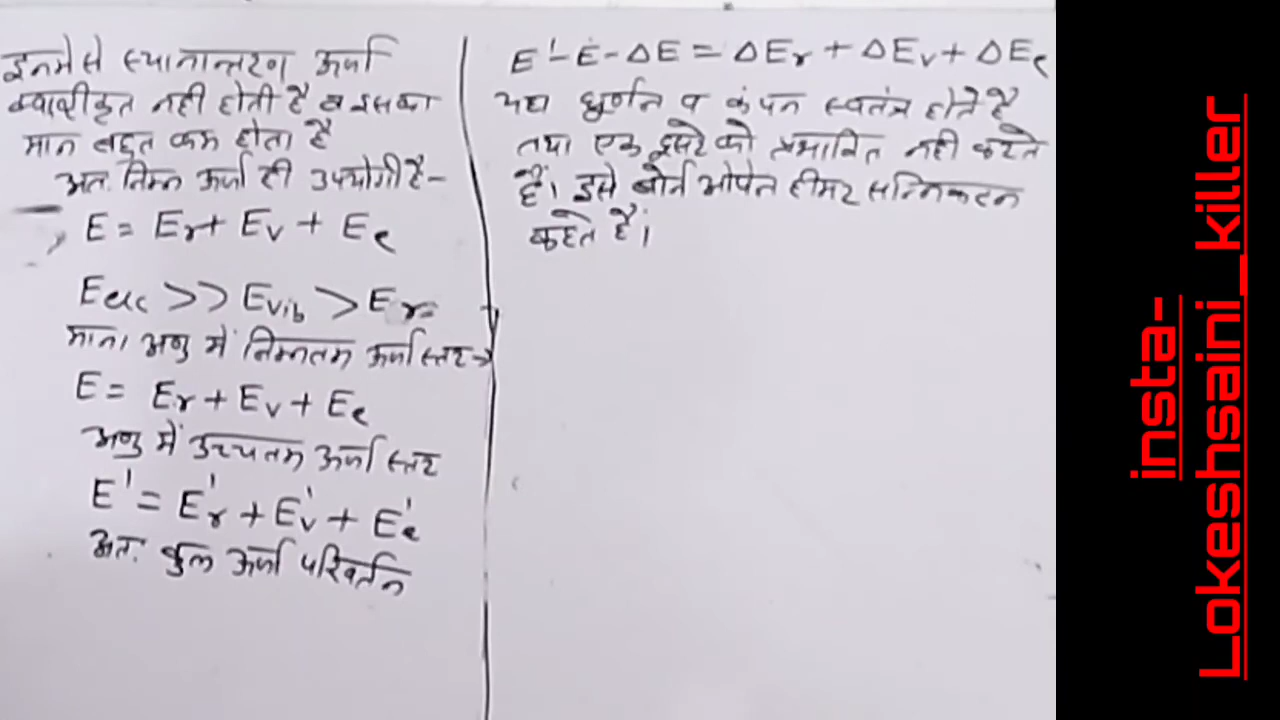 इनमे से स्थानान्तरण ऊर्जा
क्वाण्टीकृत नही होती है व इसका
मान बहुत कम होता है
अतः निम्न ऊर्जा ही उपयोगी है-
E = Er + Ev + Ee
Eele >> Evib > Er
माना अणु में निम्नतम ऊर्जा स्तर →
E = Er + Ev + Ee
अणु में उच्चतम ऊर्जा स्तर
E' = E'r + E'v + E'e
अतः कुल ऊर्जा परिवर्तन
E' - E - ΔE = ΔEr + ΔEv + ΔEe
यहा घुर्णन व कंपन स्वतंत्र होते है
तथा एक दुसरे को प्रभावित नही करते
हैं। इसे बोर्न ओपेन हीमर सन्निकटन
कहते हैं।
insta-
Lokeshsaini_killer